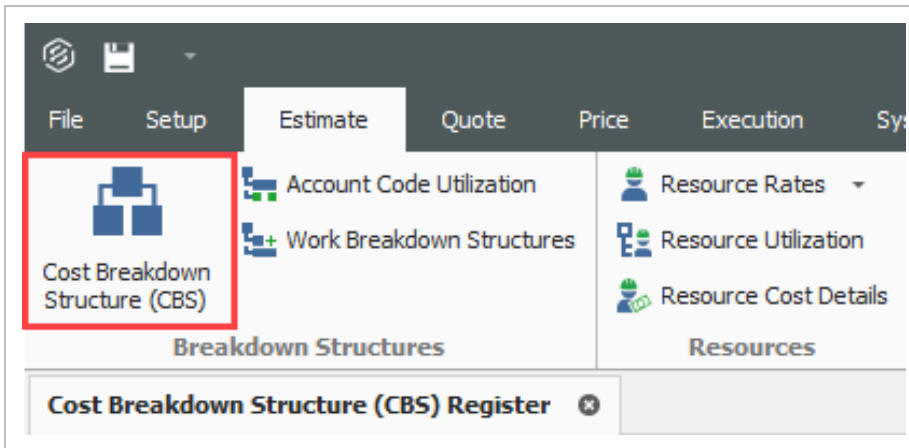 File Setup Estimate Quote Price Execution Sys
Account Code Utilization Resource Rates
Work Breakdown Structures Resource Utilization
Cost Breakdown
Structure (CBS)
Resource Cost Details
Breakdown Structures Resources
Cost Breakdown Structure (CBS) Register